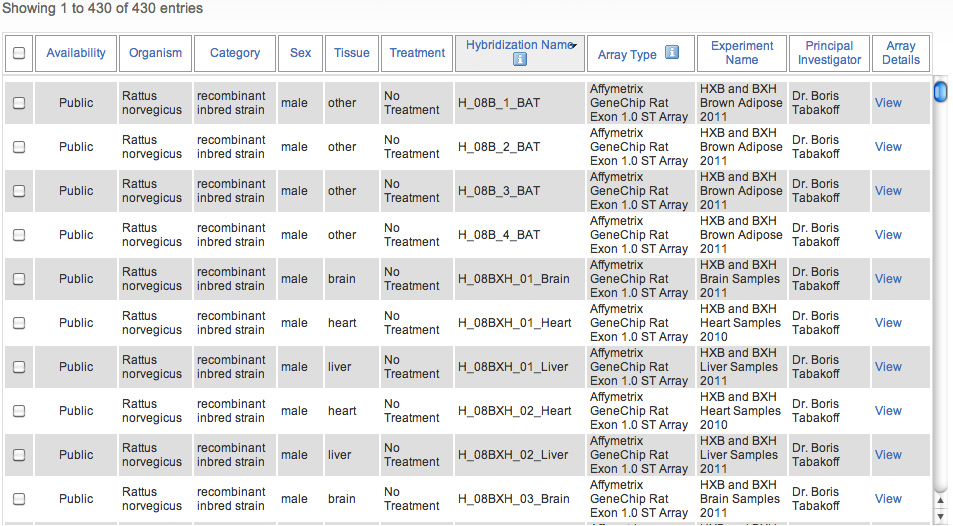 Showing 1 to 430 of 430 entries
Availability Organism Category Sex Tissue Treatment Hybridization Name Array Type Experiment Name Principal Investigator Array Details
Public Rattus norvegicus recombinant inbred strain male other No Treatment H_08B_1_BAT Affymetrix GeneChip Rat Exon 1.0 ST Array HXB and BXH Brown Adipose 2011 Dr. Boris Tabakoff View
Public Rattus norvegicus recombinant inbred strain male other No Treatment H_08B_2_BAT Affymetrix GeneChip Rat Exon 1.0 ST Array HXB and BXH Brown Adipose 2011 Dr. Boris Tabakoff View
Public Rattus norvegicus recombinant inbred strain male other No Treatment H_08B_3_BAT Affymetrix GeneChip Rat Exon 1.0 ST Array HXB and BXH Brown Adipose 2011 Dr. Boris Tabakoff View
Public Rattus norvegicus recombinant inbred strain male other No Treatment H_08B_4_BAT Affymetrix GeneChip Rat Exon 1.0 ST Array HXB and BXH Brown Adipose 2011 Dr. Boris Tabakoff View
Public Rattus norvegicus recombinant inbred strain male brain No Treatment H_08BXH_01_Brain Affymetrix GeneChip Rat Exon 1.0 ST Array HXB and BXH Brain Samples 2011 Dr. Boris Tabakoff View
Public Rattus norvegicus recombinant inbred strain male heart No Treatment H_08BXH_01_Heart Affymetrix GeneChip Rat Exon 1.0 ST Array HXB and BXH Heart Samples 2010 Dr. Boris Tabakoff View
Public Rattus norvegicus recombinant inbred strain male liver No Treatment H_08BXH_01_Liver Affymetrix GeneChip Rat Exon 1.0 ST Array HXB and BXH Liver Samples 2011 Dr. Boris Tabakoff View
Public Rattus norvegicus recombinant inbred strain male heart No Treatment H_08BXH_02_Heart Affymetrix GeneChip Rat Exon 1.0 ST Array HXB and BXH Heart Samples 2010 Dr. Boris Tabakoff View
Public Rattus norvegicus recombinant inbred strain male liver No Treatment H_08BXH_02_Liver Affymetrix GeneChip Rat Exon 1.0 ST Array HXB and BXH Liver Samples 2011 Dr. Boris Tabakoff View
Public Rattus norvegicus recombinant inbred strain male brain No Treatment H_08BXH_03_Brain Affymetrix GeneChip Rat Exon 1.0 ST Array HXB and BXH Brain Samples 2011 Dr. Boris Tabakoff View